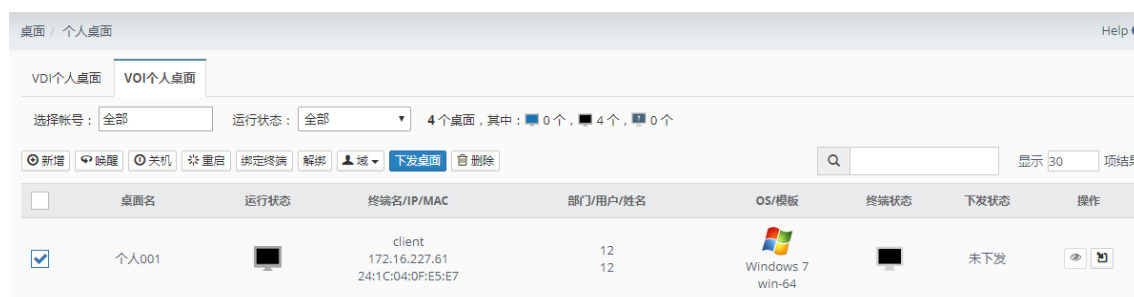 桌面 / 个人桌面 Help
VDI个人桌面 VOI个人桌面
选择帐号： 全部 运行状态： 全部 4 个桌面，其中： 0 个， 4 个， 0 个
新增 唤醒 关机 重启 绑定终端 解绑 域 下发桌面 删除 显示 30 项结果
桌面名 运行状态 终端名/IP/MAC 部门/用户/姓名 OS/模板 终端状态 下发状态 操作
个人001
client
172.16.227.61
24:1C:04:0F:E5:E7
12
12
Windows 7
win-64
未下发